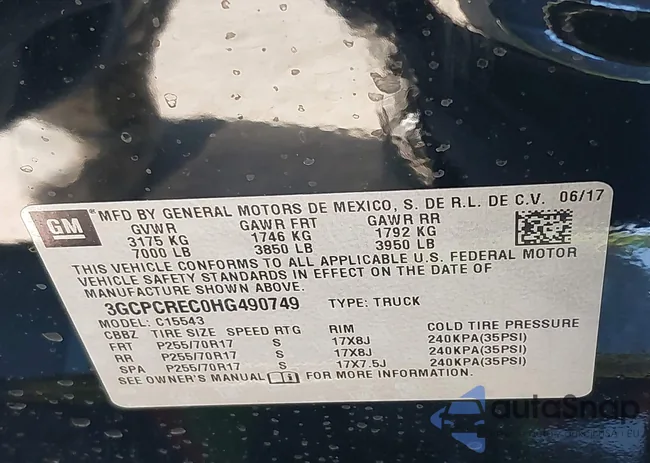 GM ® MFD BY GENERAL MOTORS DE MEXICO, S. DE R.L. DE C.V. 06/17
GVWR GAWR FRT GAWR RR
3175 KG 1746 KG 1792 KG
7000 LB 3850 LB 3950 LB
THIS VEHICLE CONFORMS TO ALL APPLICABLE U.S. FEDERAL MOTOR
VEHICLE SAFETY STANDARDS IN EFFECT ON THE DATE OF
MANUFACTURE SHOWN ABOVE.
3GCPCREC0HG490749 TYPE: TRUCK
MODEL: C15543
CBBZ TIRE SIZE SPEED RTG RIM COLD TIRE PRESSURE
FRT P255/70R17 S 17X8J 240KPA(35PSI)
RR P255/70R17 S 17X8J 240KPA(35PSI)
SPA P255/70R17 S 17X7.5J 240KPA(35PSI)
SEE OWNER'S MANUAL FOR MORE INFORMATION.
autoSnap